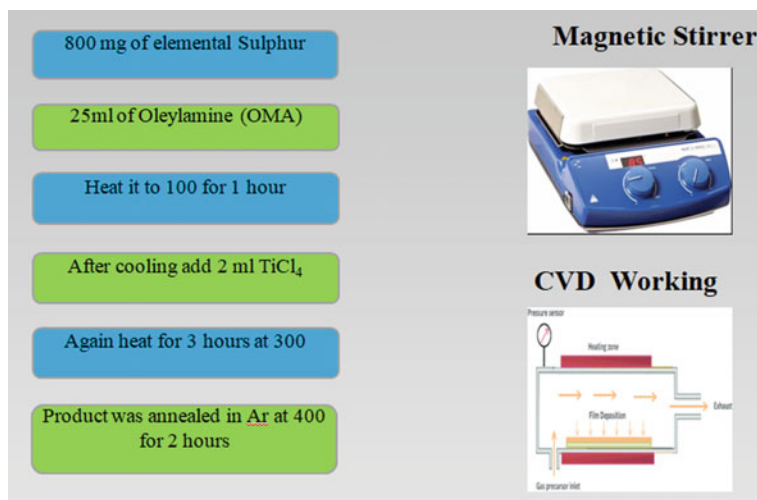 800 mg of elemental Sulphur
25ml of Oleylamine (OMA)
Heat it to 100 for 1 hour
After cooling add 2 ml TiCl₄
Again heat for 3 hours at 300
Product was annealed in Ar at 400
for 2 hours
Magnetic Stirrer
CVD Working
Pressure sensor
Heating zone
Film Deposition
Exhaust
Gas precursor inlet